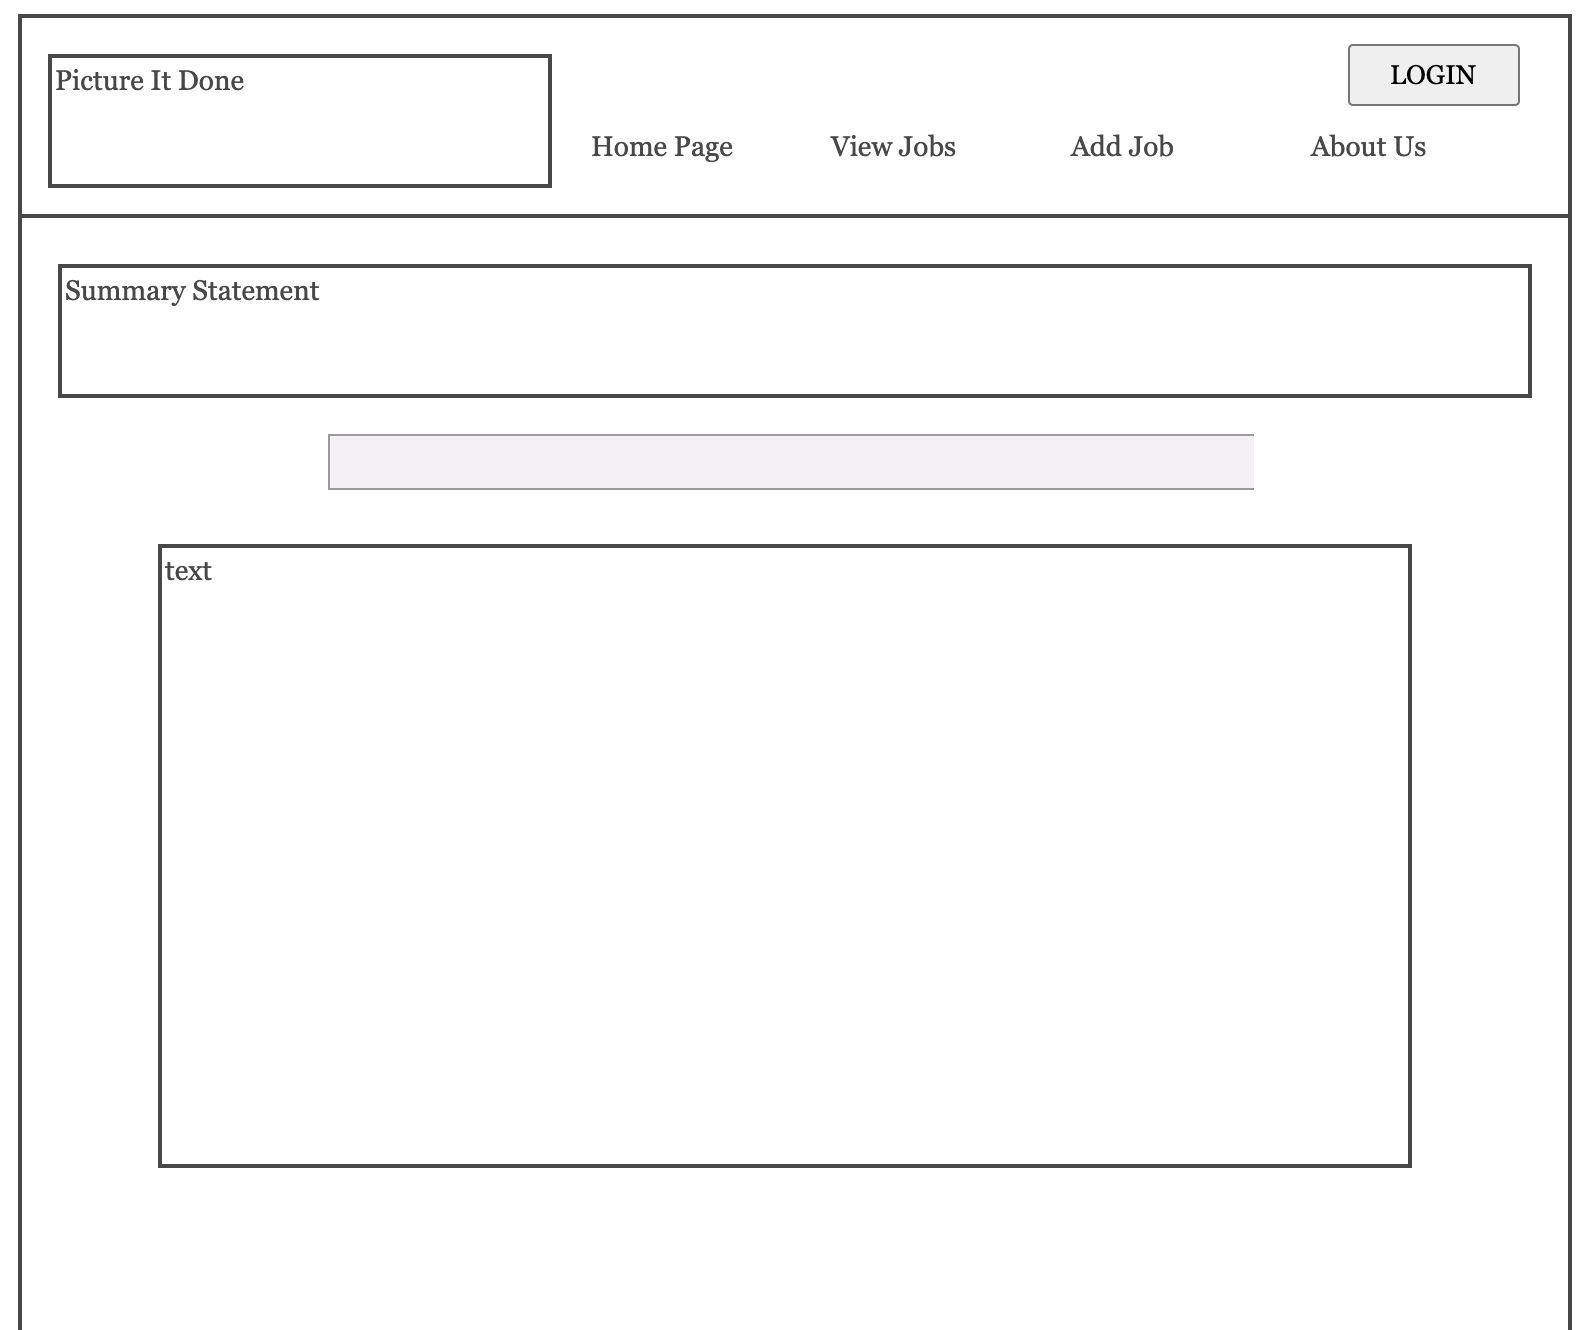 Picture It Done
LOGIN
Home Page View Jobs Add Job About Us
Summary Statement
text